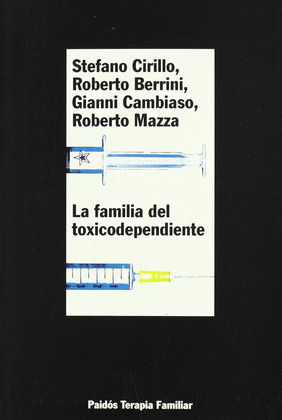 Stefano Cirillo,
Roberto Berrini,
Gianni Cambiaso,
Roberto Mazza
La familia del
toxicodependiente
Paidós Terapia Familiar